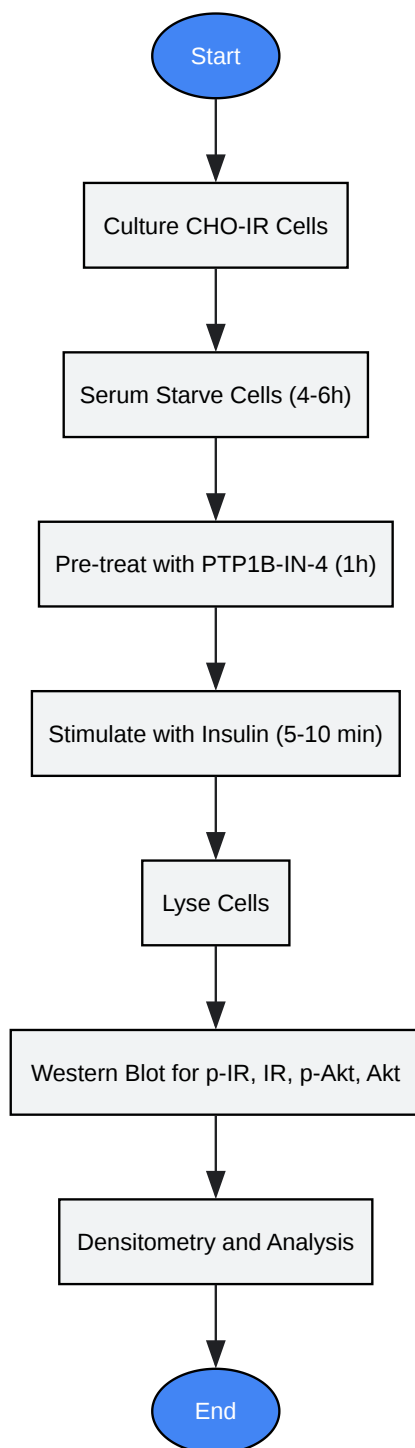 Start
Culture CHO-IR Cells
Serum Starve Cells (4-6h)
Pre-treat with PTP1B-IN-4 (1h)
Stimulate with Insulin (5-10 min)
Lyse Cells
Western Blot for p-IR, IR, p-Akt, Akt
Densitometry and Analysis
End